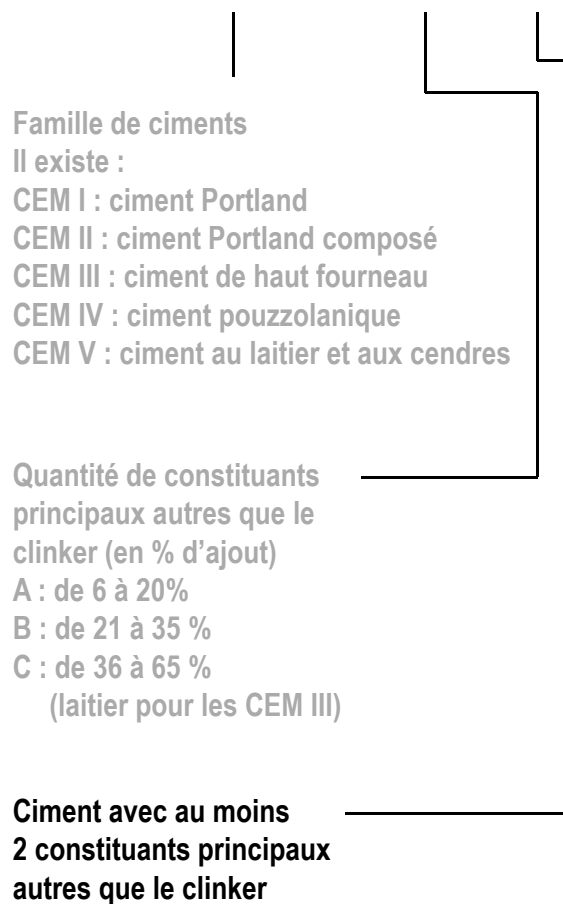 Famille de ciments
Il existe :
CEM I : ciment Portland
CEM II : ciment Portland composé
CEM III : ciment de haut fourneau
CEM IV : ciment pouzzolanique
CEM V : ciment au laitier et aux cendres
Quantité de constituants
principaux autres que le
clinker (en % d’ajout)
A : de 6 à 20%
B : de 21 à 35 %
C : de 36 à 65 %
(laitier pour les CEM III)
Ciment avec au moins
2 constituants principaux
autres que le clinker